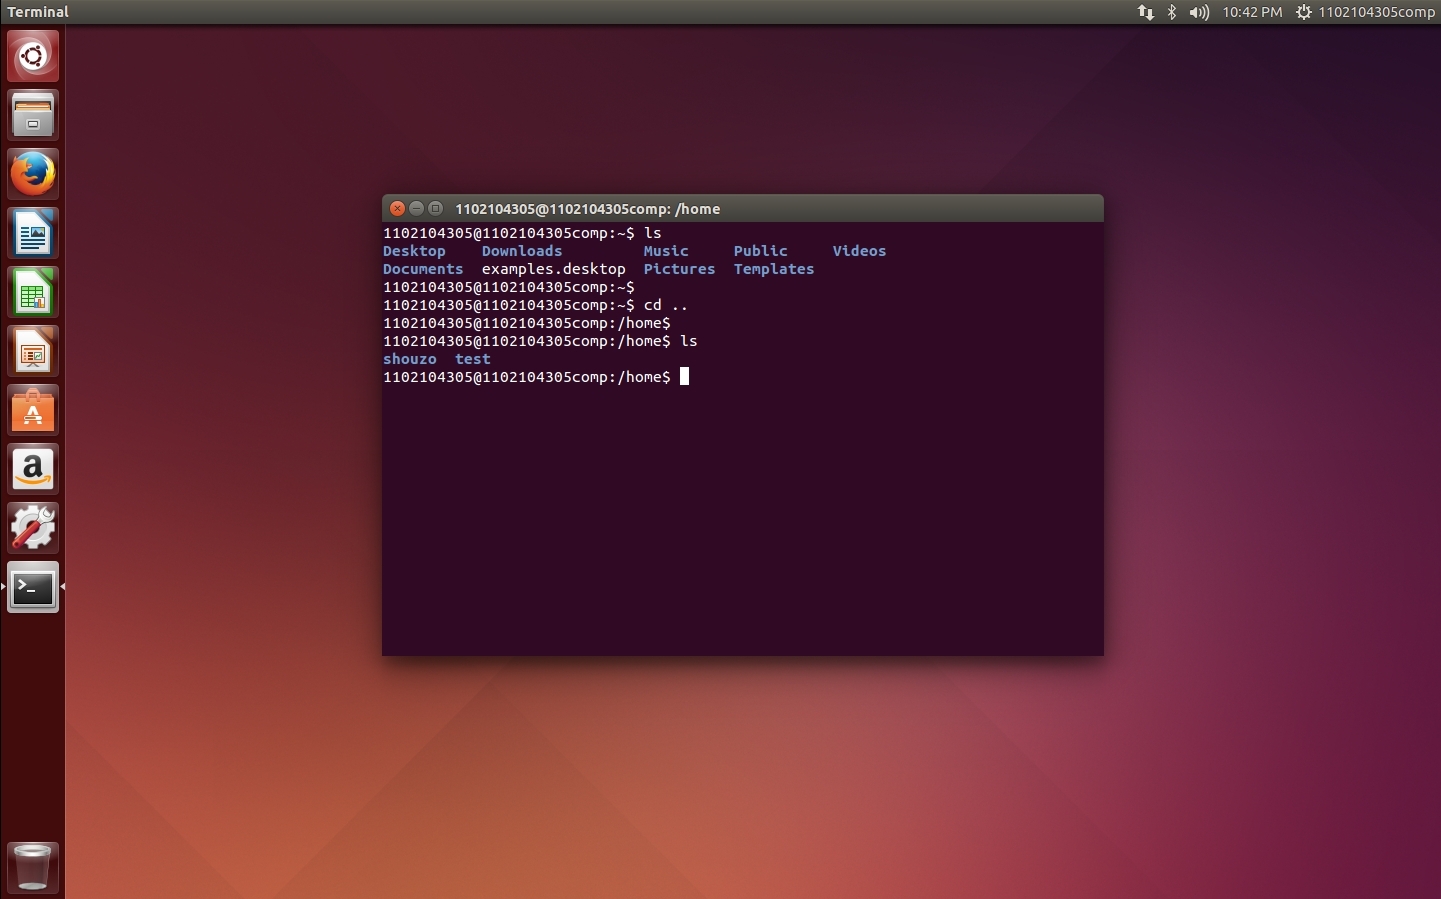 Terminal
10:42 PM
1102104305comp
1102104305@1102104305comp: /home
1102104305@1102104305comp:~$ ls
Desktop Downloads Music Public Videos
Documents examples.desktop Pictures Templates
1102104305@1102104305comp:~$
1102104305@1102104305comp:~$ cd ..
1102104305@1102104305comp:/home$
1102104305@1102104305comp:/home$ ls
shouzo test
1102104305@1102104305comp:/home$
A
a
>_